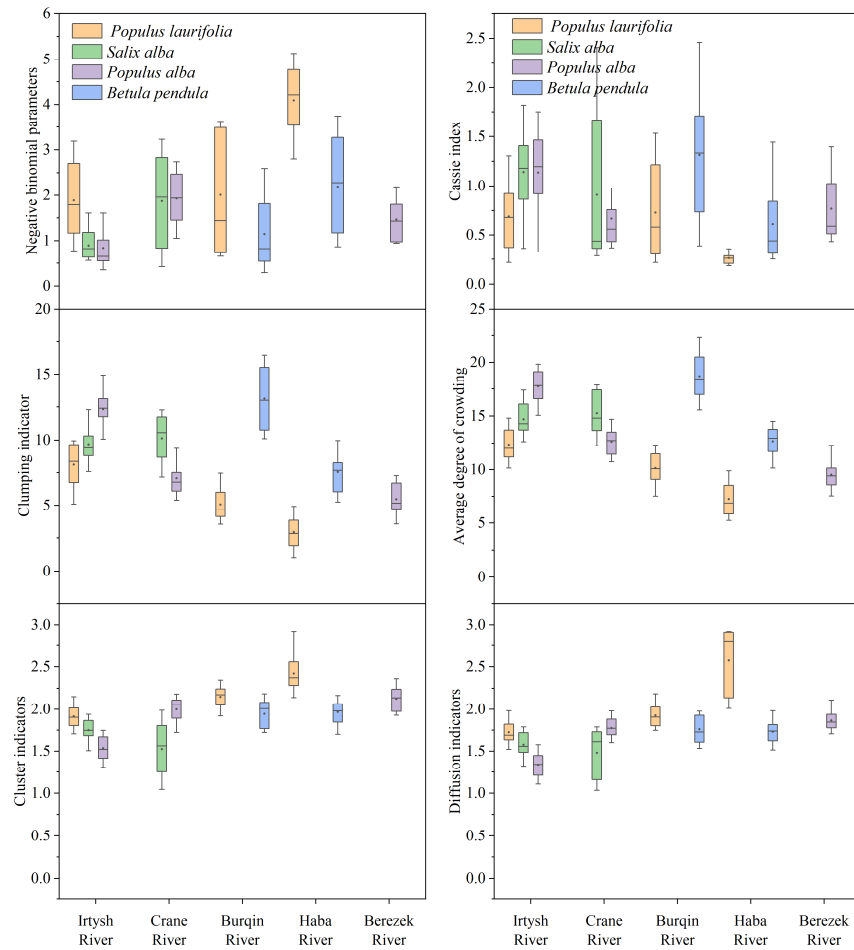 Negative binomial parameters
6
5
4
3
2
1
0
Populus laurifolia
Salix alba
Populus alba
Betula pendula
Cassie index
2.5
2.0
1.5
1.0
0.5
0.0
Populus laurifolia
Salix alba
Populus alba
Betula pendula
Clumping indicator
20
15
10
5
0
Average degree of crowding
25
20
15
10
5
0
Cluster indicators
3.0
2.5
2.0
1.5
1.0
0.5
0.0
Diffusion indicators
3.0
2.5
2.0
1.5
1.0
0.5
0.0
Irtysh River
Crane River
Burqin River
Haba River
Berezek River
Irtysh River
Crane River
Burqin River
Haba River
Berezek River